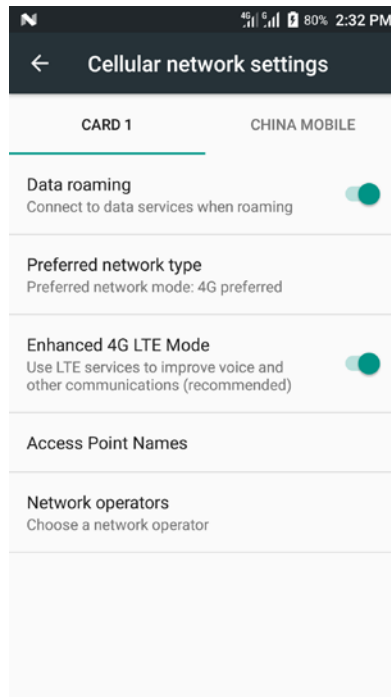 4G G 80% 2:32 PM
Cellular network settings
CARD 1 CHINA MOBILE
Data roaming
Connect to data services when roaming
Preferred network type
Preferred network mode: 4G preferred
Enhanced 4G LTE Mode
Use LTE services to improve voice and
other communications (recommended)
Access Point Names
Network operators
Choose a network operator